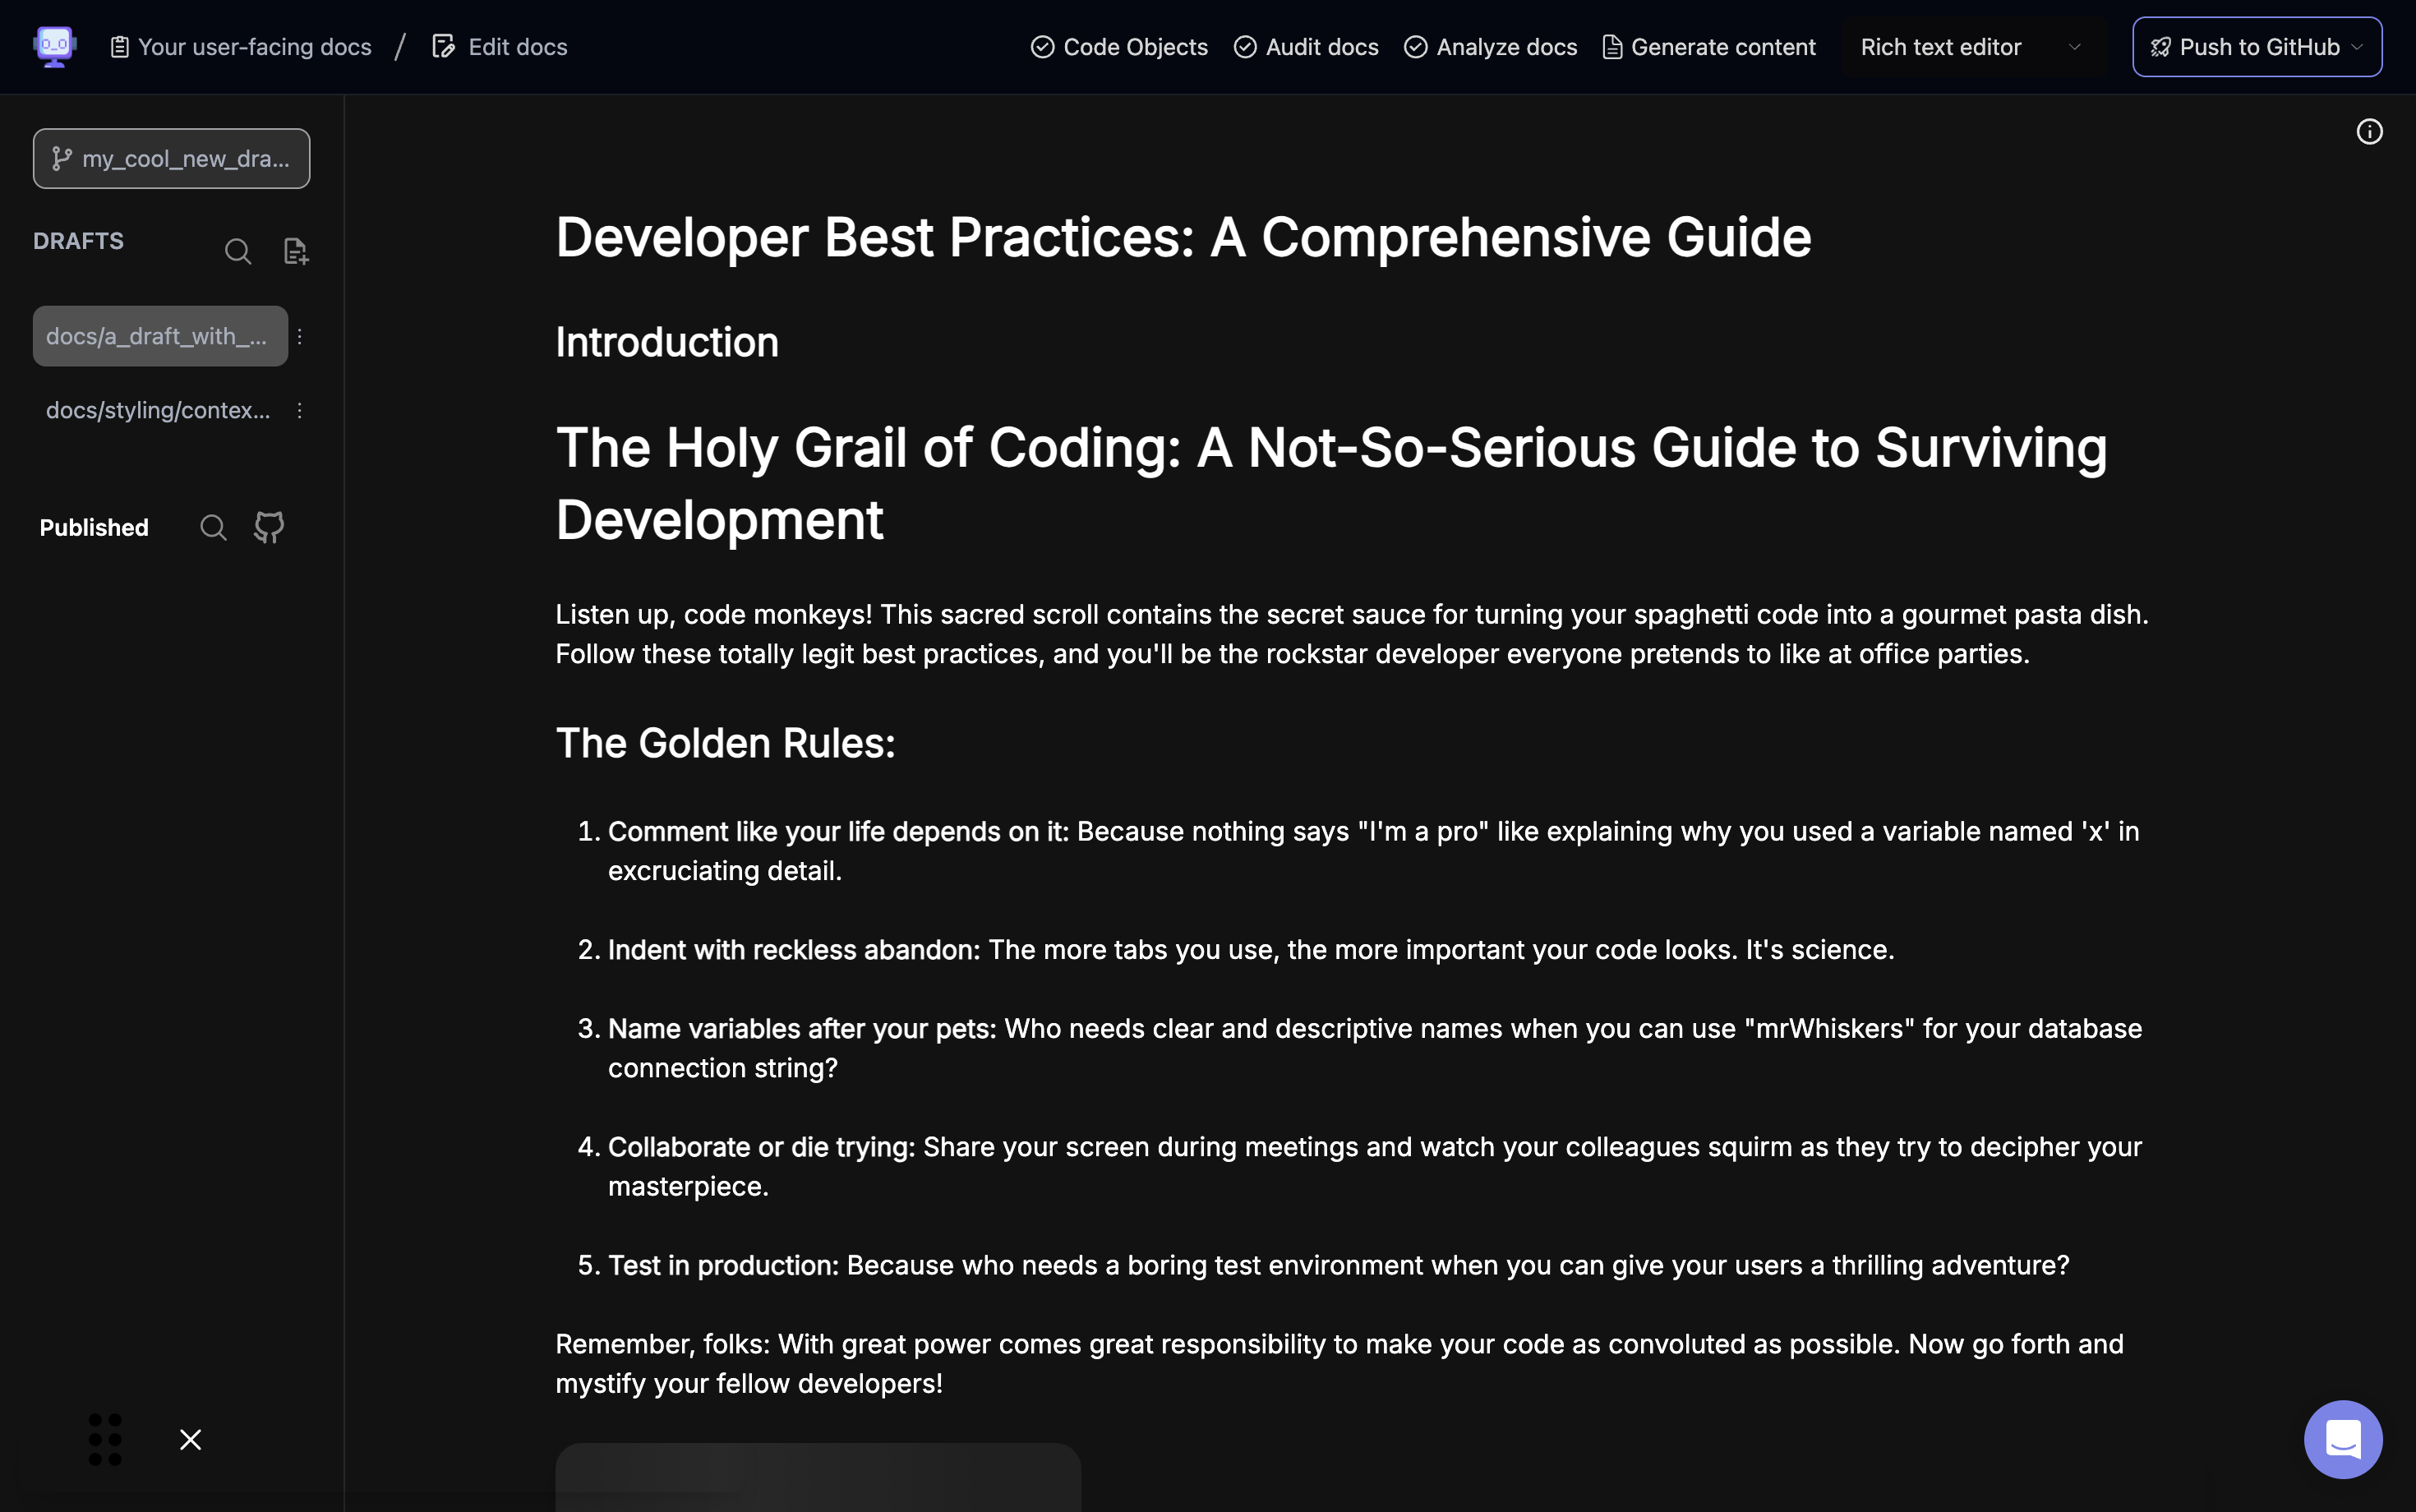 Your user-facing docs / Edit docs
Code Objects Audit docs Analyze docs Generate content Rich text editor Push to GitHub
my_cool_new_dra...
DRAFTS
docs/a_draft_with_...
docs/styling/contex...
Published
Developer Best Practices: A Comprehensive Guide
Introduction
The Holy Grail of Coding: A Not-So-Serious Guide to Surviving
Development
Listen up, code monkeys! This sacred scroll contains the secret sauce for turning your spaghetti code into a gourmet pasta dish.
Follow these totally legit best practices, and you'll be the rockstar developer everyone pretends to like at office parties.
The Golden Rules:
1. Comment like your life depends on it: Because nothing says "I'm a pro" like explaining why you used a variable named 'x' in
excruciating detail.
2. Indent with reckless abandon: The more tabs you use, the more important your code looks. It's science.
3. Name variables after your pets: Who needs clear and descriptive names when you can use "mrWhiskers" for your database
connection string?
4. Collaborate or die trying: Share your screen during meetings and watch your colleagues squirm as they try to decipher your
masterpiece.
5. Test in production: Because who needs a boring test environment when you can give your users a thrilling adventure?
Remember, folks: With great power comes great responsibility to make your code as convoluted as possible. Now go forth and
mystify your fellow developers!